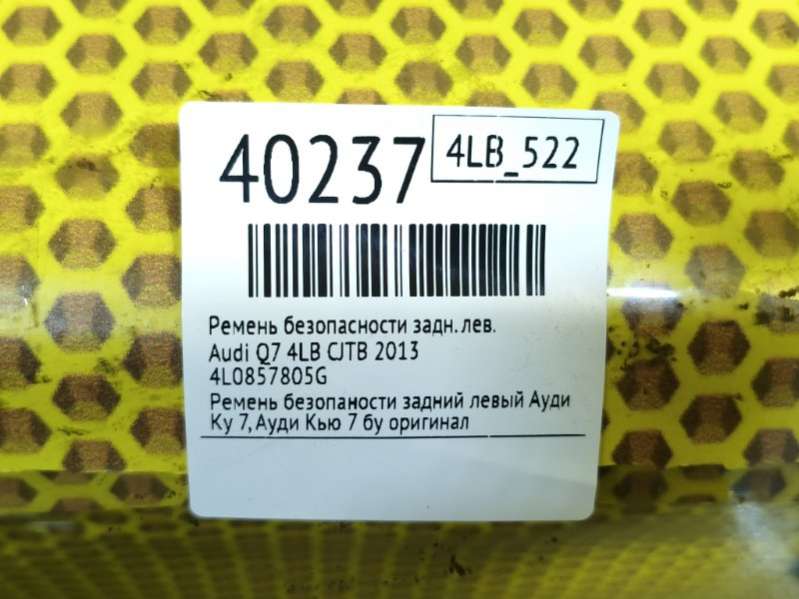 40237
4LB_522
Ремень безопасности задн. лев.
Audi Q7 4LB CJTB 2013
4L0857805G
Ремень безопаности задний левый Ауди
Ку 7, Ауди Кью 7 бу оригинал